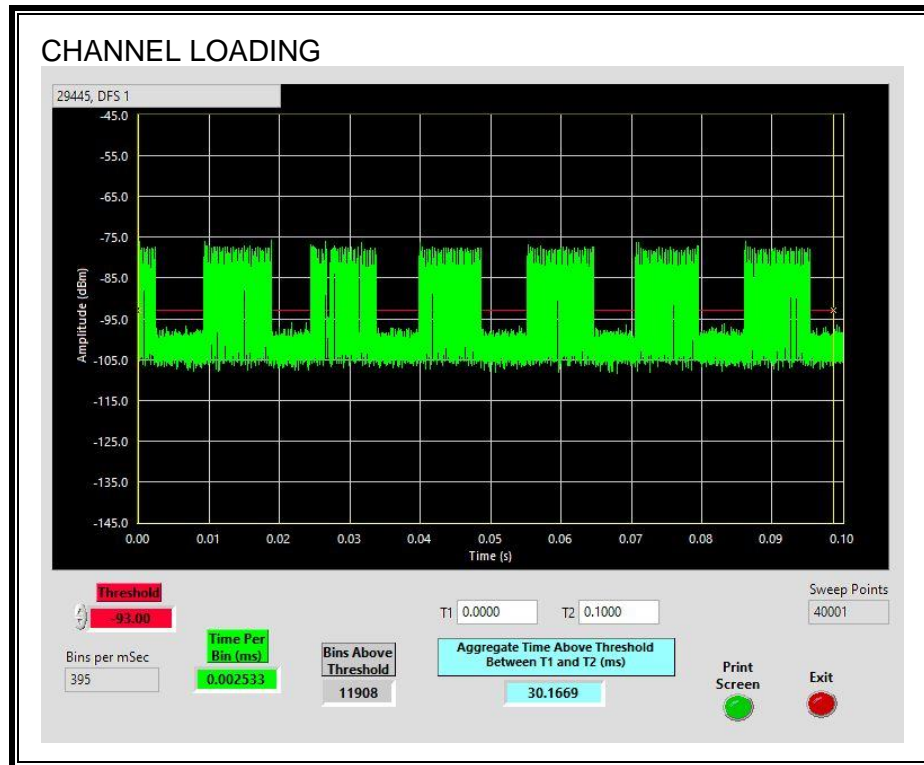 CHANNEL LOADING
29445, DFS 1
-45.0
-55.0
-65.0
-75.0
-85.0
-95.0
-105.0
-115.0
-125.0
-135.0
-145.0
Amplitude (dBm)
0.00 0.01 0.02 0.03 0.04 0.05 0.06 0.07 0.08 0.09 0.10
Time (s)
Threshold
-93.00
Bins per mSec
395
Time Per
Bin (ms)
0.002533
Bins Above
Threshold
11908
T1 0.0000 T2 0.1000
Aggregate Time Above Threshold
Between T1 and T2 (ms)
30.1669
Sweep Points
40001
Print
Screen
Exit